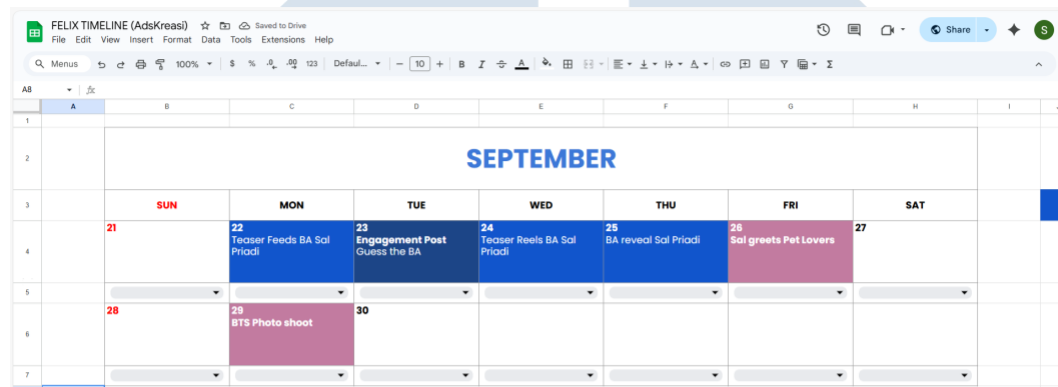 FELIX TIMELINE (AdsKreasi) Saved to Drive
File Edit View Insert Format Data Tools Extensions Help
Share
S
Menus 100% $ % .0 .00 123 Defaul... - 10 + B I A
A8 fx
A B C D E F G H I
1
2 SEPTEMBER
3 SUN MON TUE WED THU FRI SAT
21 22 23 24 25 26 27
4 Teaser Feeds BA Sal Priadi
Engagement Post
Guess the BA
Teaser Reels BA Sal Priadi
BA reveal Sal Priadi
Sal greets Pet Lovers
5
28 29 30
6 BTS Photo shoot
7